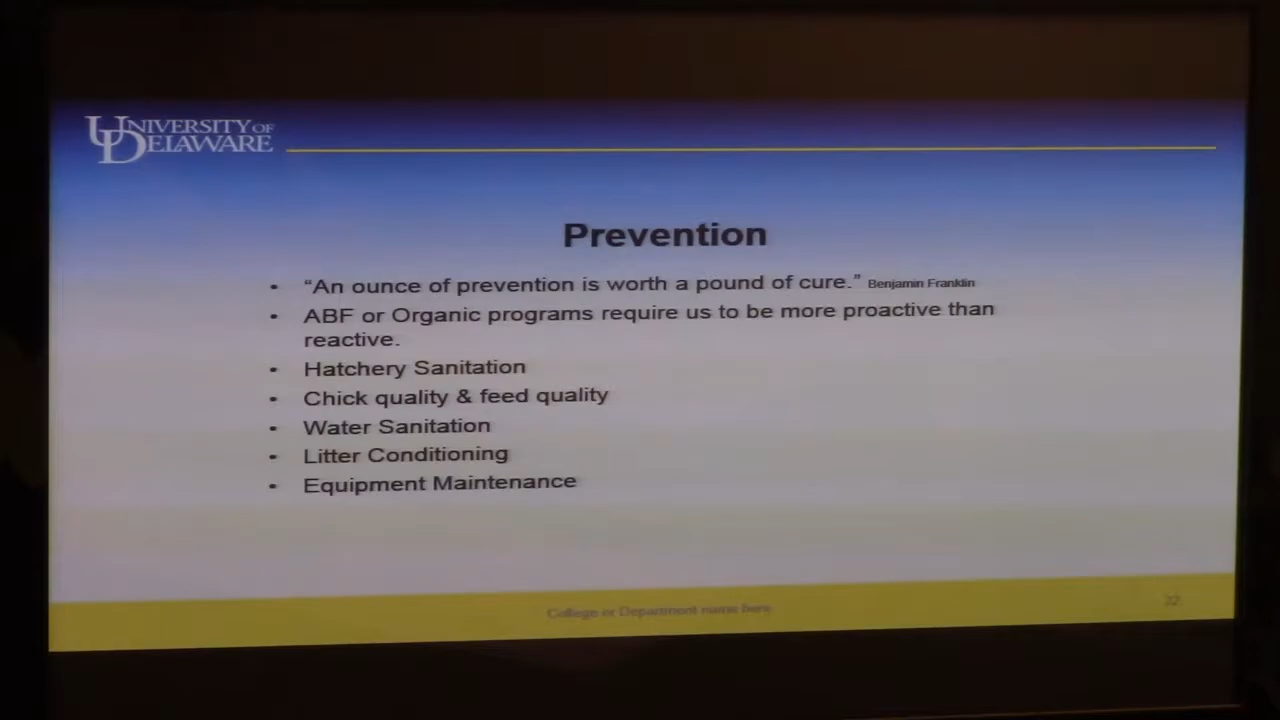 UNIVERSITY OF
DELAWARE
Prevention
• “An ounce of prevention is worth a pound of cure.” Benjamin Franklin
• ABF or Organic programs require us to be more proactive than
reactive.
• Hatchery Sanitation
• Chick quality & feed quality
• Water Sanitation
• Litter Conditioning
• Equipment Maintenance
College or Department name here
22